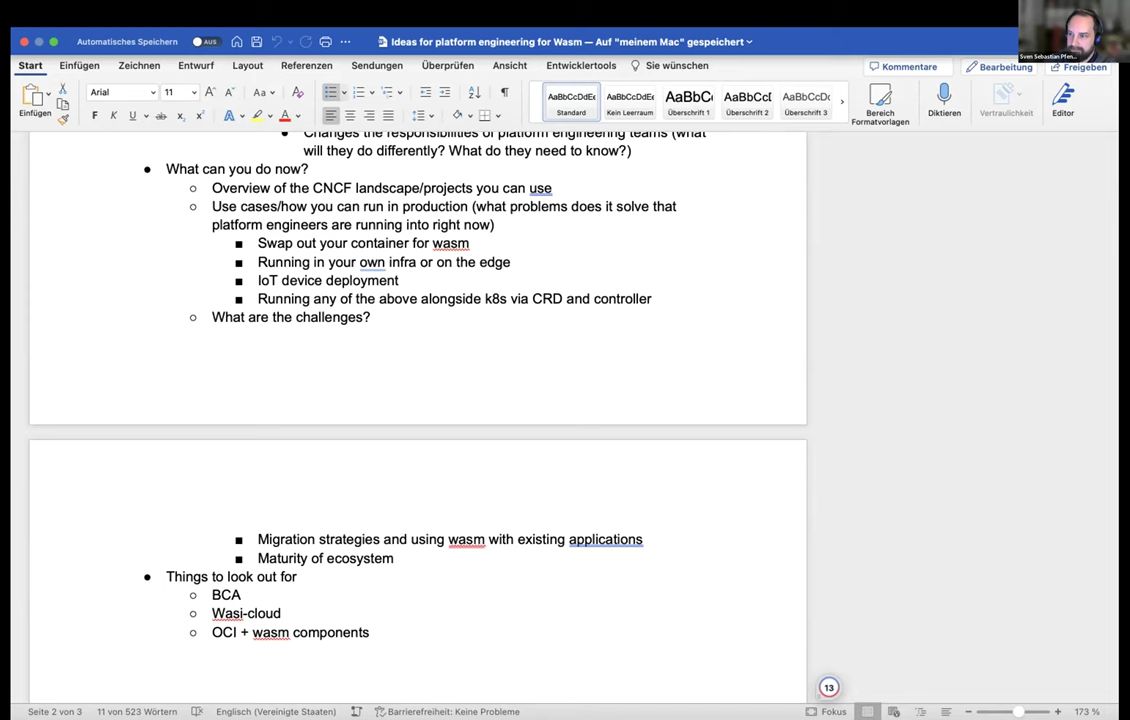 Automatisches Speichern AUS Ideas for platform engineering for Wasm — Auf "meinem Mac" gespeichert
Sven Sebastian Pfen...
Start Einfügen Zeichnen Entwurf Layout Referenzen Sendungen Überprüfen Ansicht Entwicklertools Sie wünschen Kommentare Bearbeitung Freigeben
Arial 11
AaBbCcDdEe AaBbCcDdEe AaBbCc AaBbCcD AaBbCcDc
Einfügen F K U ab x₂ x² Standard Kein Leerraum Überschrift 1 Überschrift 2 Überschrift 3 Bereich Formatvorlagen Diktieren Vertraulichkeit Editor
Changes the responsibilities of platform engineering teams (what
will they do differently? What do they need to know?)
What can you do now?
Overview of the CNCF landscape/projects you can use
Use cases/how you can run in production (what problems does it solve that
platform engineers are running into right now)
Swap out your container for wasm
Running in your own infra or on the edge
IoT device deployment
Running any of the above alongside k8s via CRD and controller
What are the challenges?
Migration strategies and using wasm with existing applications
Maturity of ecosystem
Things to look out for
BCA
Wasi-cloud
OCI + wasm components
13
Seite 2 von 3 11 von 523 Wörtern Englisch (Vereinigte Staaten) Barrierefreiheit: Keine Probleme Fokus 173 %